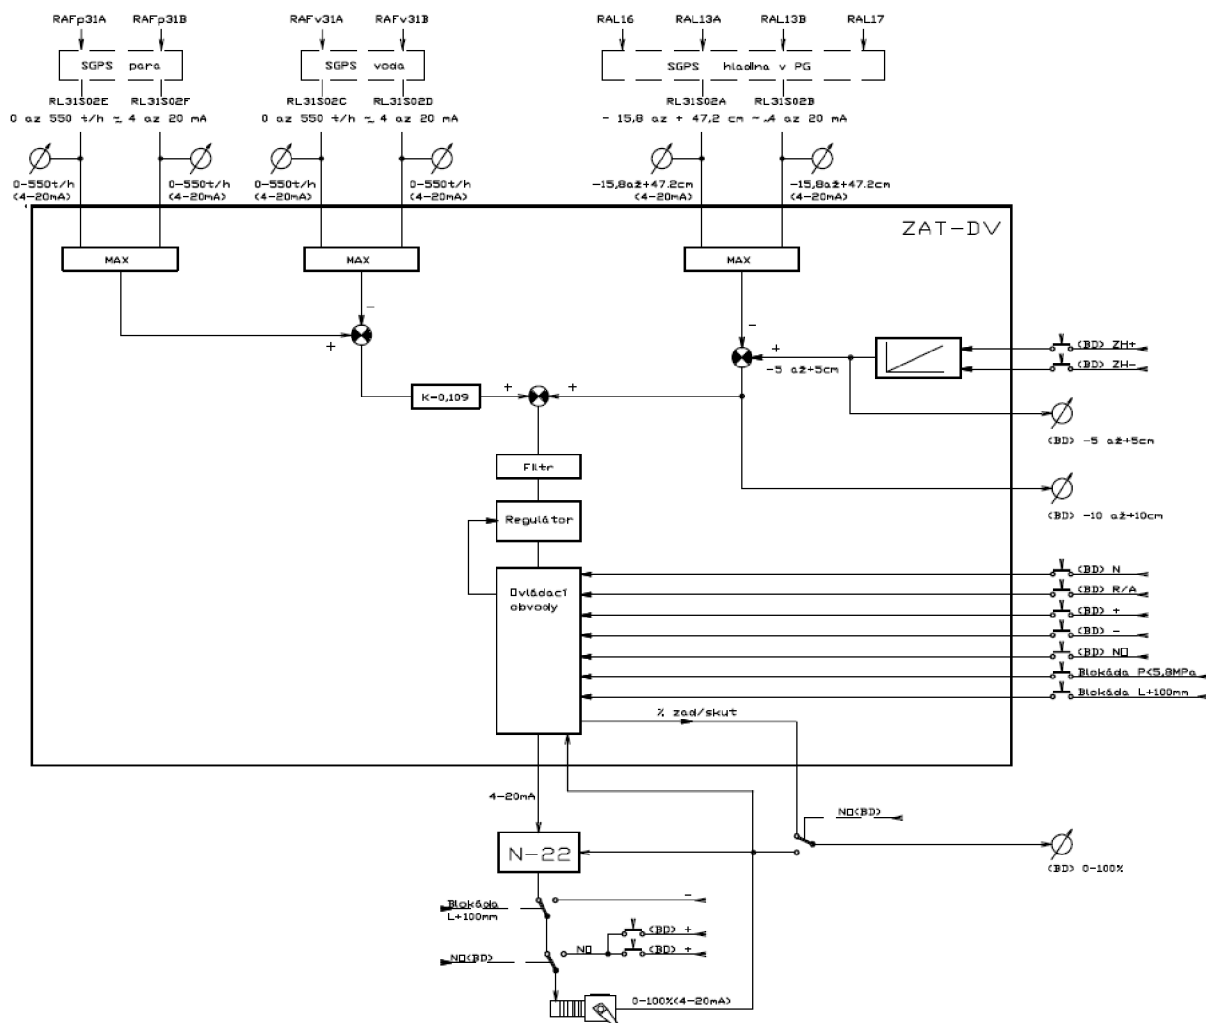 RAFp31A RAFp31B RAFv31A RAFv31B RAL16 RAL13A RAL13B RAL17
SGPS para SGPS voda SGPS hladina v PG
RL31S02E RL31S02F RL31S02C RL31S02D RL31S02A RL31S02B
0 az 550 t/h ~ 4 az 20 mA 0 az 550 t/h ~ 4 az 20 mA - 15,8 az + 47,2 cm ~ 4 az 20 mA
0-550t/h 0-550t/h 0-550t/h 0-550t/h -15,8až+47.2cm -15,8až+47.2cm
(4-20mA) (4-20mA) (4-20mA) (4-20mA) (4-20mA) (4-20mA)
ZAT-DV
MAX MAX MAX
- -
+ +
(BD) ZH+
-5 až+5cm (BD) ZH-
K-0,109 + +
(BD) -5 až+5cm
Filtr
Regulátor
(BD) -10 až+10cm
(BD) N
Ovládací
obvody
(BD) R/A
(BD) +
(BD) -
(BD) NO
Blokáda P<5,8MPa
Blokáda L+100mm
% zad/skut
4-20mA
NO(BD)
N-22
(BD) 0-100%
Blokáda
L+100mm
-
(BD) +
NO (BD) +
NO(BD)
0-100%(4-20mA)